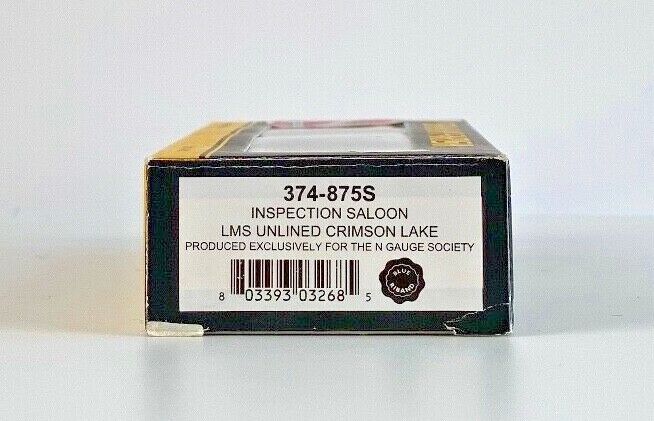 374-875S
INSPECTION SALOON
LMS UNLINED CRIMSON LAKE
PRODUCED EXCLUSIVELY FOR THE N GAUGE SOCIETY
8 03393 03268 5
BLUE
RIBAND